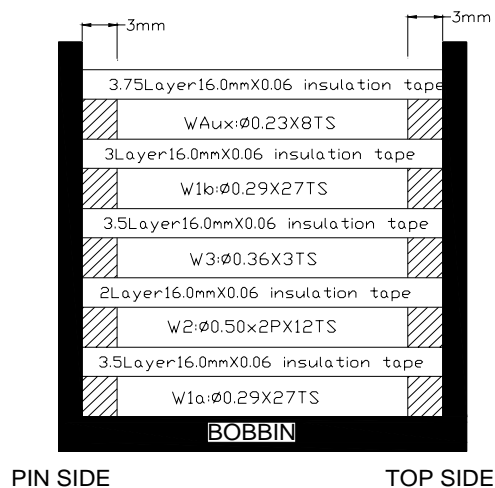 3mm 3mm
3.75Layer16.0mmX0.06 insulation tape
WAux:Ø0.23X8TS
3Layer16.0mmX0.06 insulation tape
W1b:Ø0.29X27TS
3.5Layer16.0mmX0.06 insulation tape
W3:Ø0.36X3TS
2Layer16.0mmX0.06 insulation tape
W2:Ø0.50x2PX12TS
3.5Layer16.0mmX0.06 insulation tape
W1a:Ø0.29X27TS
BOBBIN
PIN SIDE TOP SIDE